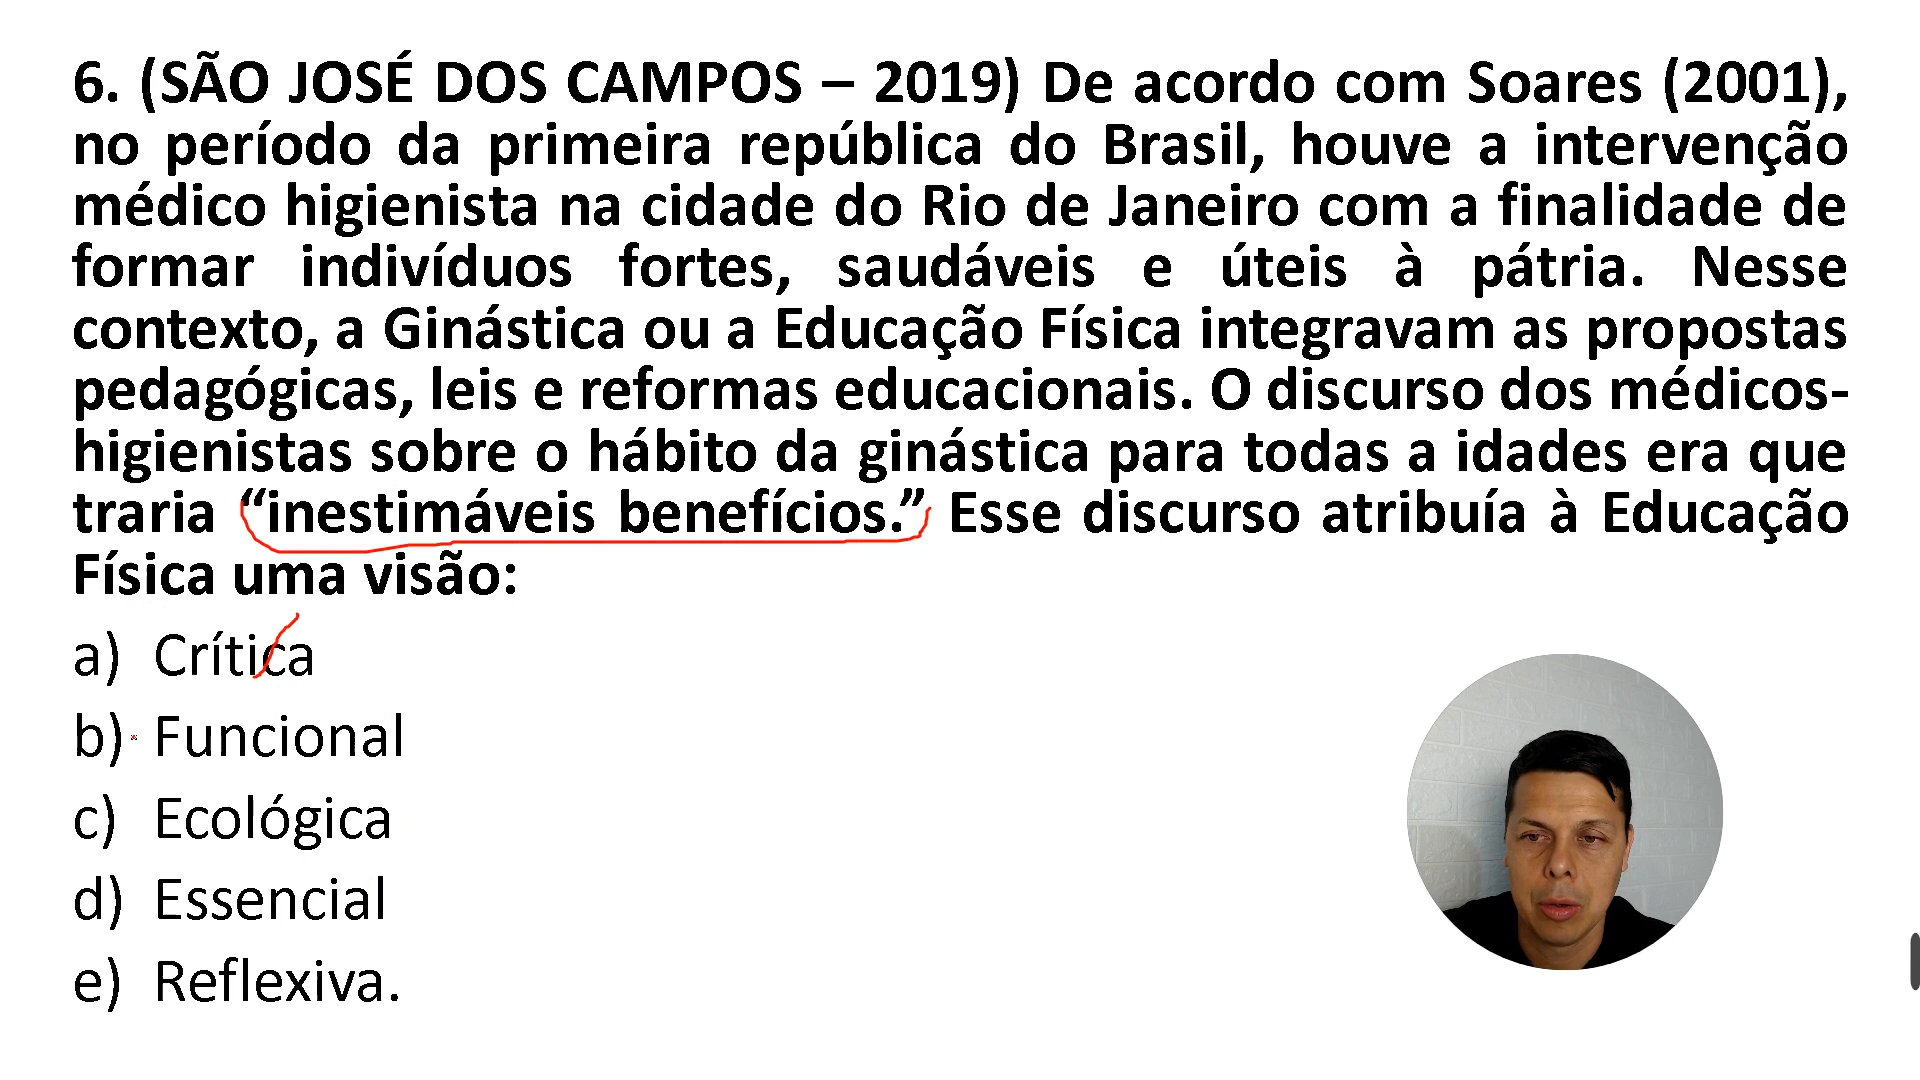 6. (SÃO JOSÉ DOS CAMPOS – 2019) De acordo com Soares (2001),
no período da primeira república do Brasil, houve a intervenção
médico higienista na cidade do Rio de Janeiro com a finalidade de
formar indivíduos fortes, saudáveis e úteis à pátria. Nesse
contexto, a Ginástica ou a Educação Física integravam as propostas
pedagógicas, leis e reformas educacionais. O discurso dos médicos-
higienistas sobre o hábito da ginástica para todas a idades era que
traria “inestimáveis benefícios.” Esse discurso atribuía à Educação
Física uma visão:
a) Crítica
b) Funcional
c) Ecológica
d) Essencial
e) Reflexiva.